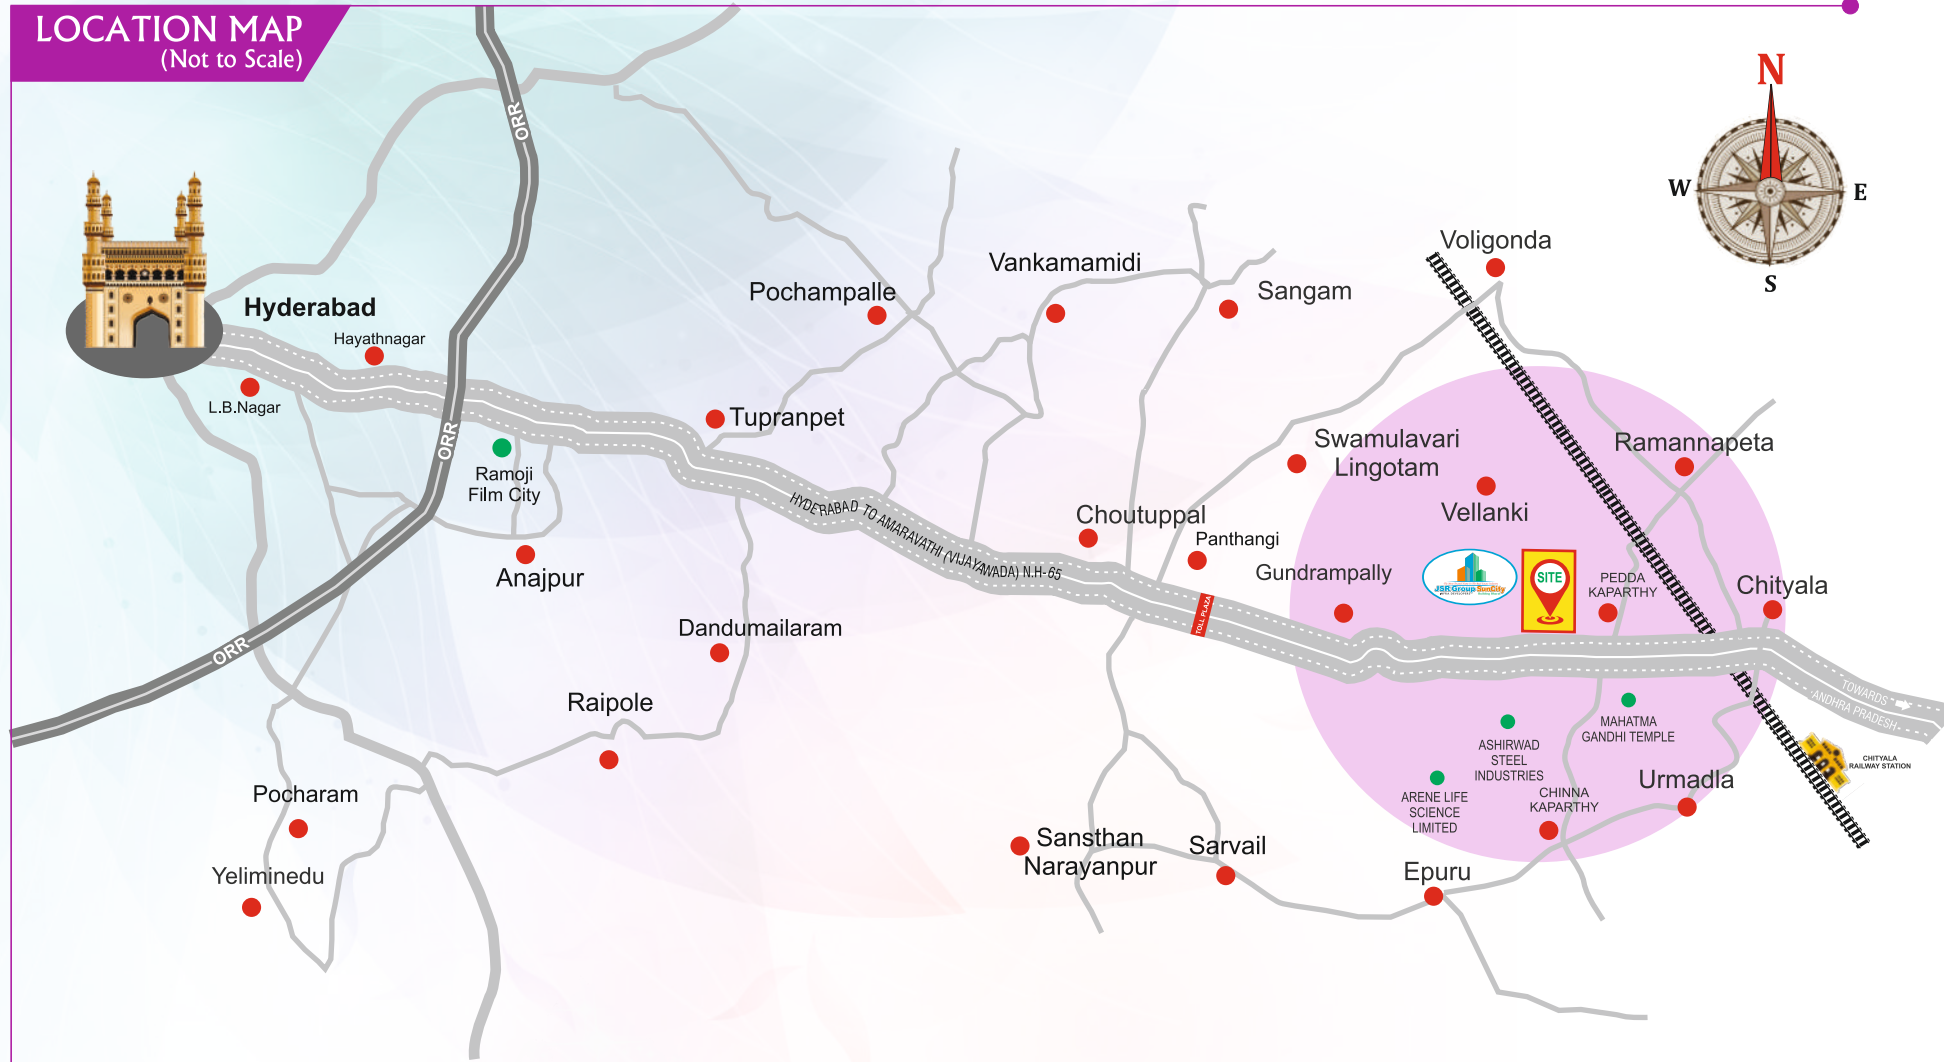 LOCATION MAP
(Not to Scale)
N
W
E
S
ORR
Voligonda
Vankamamidi
Pochampalle
Sangam
Hyderabad
Hayathnagar
L.B.Nagar
Tupranpet
ORR
Swamulavari
Lingotam
Ramannapeta
Ramoji
Film City
Vellanki
HYDERABAD TO AMARAVATHI (VIJAYAWADA) N.H-65
Choutuppal
Panthangi
Anajpur
Gundrampally
JSR Group SunCity
SITE
PEDDA
KAPARTHY
Chityala
TOLL PLAZA
Dandumailaram
ORR
Raipole
TOWARDS
ANDHRA PRADESH
MAHATMA
GANDHI TEMPLE
ASHIRWAD
STEEL
INDUSTRIES
CHITYALA
RAILWAY STATION
Urmadla
Pocharam
ARENE LIFE
SCIENCE
LIMITED
CHINNA
KAPARTHY
Sansthan
Narayanpur
Sarvail
Epuru
Yeliminedu